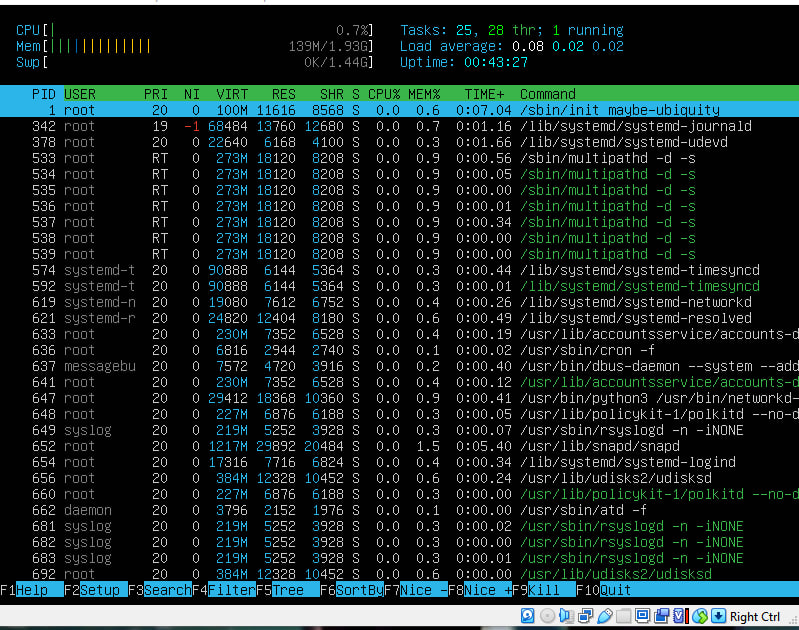 CPU[| 0.7%] Tasks: 25, 28 thr; 1 running
Mem[||||||||||||| 139M/1.93G] Load average: 0.08 0.02 0.02
Swp[ 0K/1.44G] Uptime: 00:43:27
PID USER PRI NI VIRT RES SHR S CPU% MEM% TIME+ Command
1 root 20 0 100M 11616 8568 S 0.0 0.6 0:07.04 /sbin/init maybe-ubiquity
342 root 19 -1 68484 13760 12680 S 0.0 0.7 0:01.16 /lib/systemd/systemd-journald
378 root 20 0 22640 6168 4100 S 0.0 0.3 0:01.66 /lib/systemd/systemd-udevd
533 root RT 0 273M 18120 8208 S 0.0 0.9 0:00.56 /sbin/multipathd -d -s
534 root RT 0 273M 18120 8208 S 0.0 0.9 0:00.05 /sbin/multipathd -d -s
535 root RT 0 273M 18120 8208 S 0.0 0.9 0:00.00 /sbin/multipathd -d -s
536 root RT 0 273M 18120 8208 S 0.0 0.9 0:00.01 /sbin/multipathd -d -s
537 root RT 0 273M 18120 8208 S 0.0 0.9 0:00.34 /sbin/multipathd -d -s
538 root RT 0 273M 18120 8208 S 0.0 0.9 0:00.00 /sbin/multipathd -d -s
539 root RT 0 273M 18120 8208 S 0.0 0.9 0:00.00 /sbin/multipathd -d -s
574 systemd-t 20 0 90888 6144 5364 S 0.0 0.3 0:00.44 /lib/systemd/systemd-timesyncd
592 systemd-t 20 0 90888 6144 5364 S 0.0 0.3 0:00.01 /lib/systemd/systemd-timesyncd
619 systemd-n 20 0 19080 7612 6752 S 0.0 0.4 0:00.26 /lib/systemd/systemd-networkd
621 systemd-r 20 0 24820 12404 8180 S 0.0 0.6 0:00.49 /lib/systemd/systemd-resolved
633 root 20 0 230M 7352 6528 S 0.0 0.4 0:00.19 /usr/lib/accountsservice/accounts-d
636 root 20 0 6816 2944 2740 S 0.0 0.1 0:00.02 /usr/sbin/cron -f
637 messagebu 20 0 7572 4720 3916 S 0.0 0.2 0:00.40 /usr/bin/dbus-daemon --system --add
641 root 20 0 230M 7352 6528 S 0.0 0.4 0:00.12 /usr/lib/accountsservice/accounts-d
647 root 20 0 29412 18368 10360 S 0.0 0.9 0:00.41 /usr/bin/python3 /usr/bin/networkd-
648 root 20 0 227M 6876 6188 S 0.0 0.3 0:00.05 /usr/lib/policykit-1/polkitd --no-d
649 syslog 20 0 219M 5252 3928 S 0.0 0.3 0:00.07 /usr/sbin/rsyslogd -n -iNONE
652 root 20 0 1217M 29892 20484 S 0.0 1.5 0:05.40 /usr/lib/snapd/snapd
654 root 20 0 17316 7716 6824 S 0.0 0.4 0:00.34 /lib/systemd/systemd-logind
656 root 20 0 384M 12328 10452 S 0.0 0.6 0:00.24 /usr/lib/udisks2/udisksd
660 root 20 0 227M 6876 6188 S 0.0 0.3 0:00.00 /usr/lib/policykit-1/polkitd --no-d
662 daemon 20 0 3796 2152 1976 S 0.0 0.1 0:00.00 /usr/sbin/atd -f
681 syslog 20 0 219M 5252 3928 S 0.0 0.3 0:00.02 /usr/sbin/rsyslogd -n -iNONE
682 syslog 20 0 219M 5252 3928 S 0.0 0.3 0:00.00 /usr/sbin/rsyslogd -n -iNONE
683 syslog 20 0 219M 5252 3928 S 0.0 0.3 0:00.01 /usr/sbin/rsyslogd -n -iNONE
692 root 20 0 384M 12328 10452 S 0.0 0.6 0:00.00 /usr/lib/udisks2/udisksd
F1Help F2Setup F3SearchF4FilterF5Tree F6SortByF7Nice -F8Nice +F9Kill F10Quit
Right Ctrl